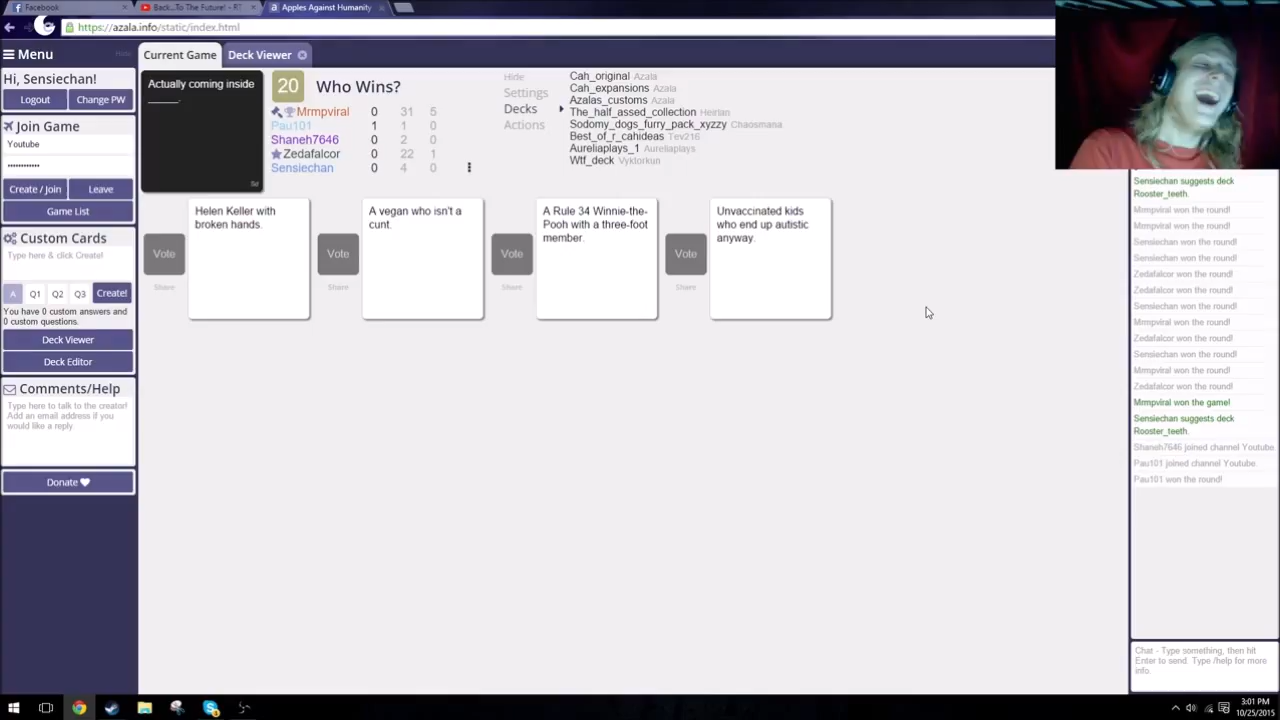 Facebook
Back...To The Future! - RT
Apples Against Humanity
https://azala.info/static/index.html
Menu
Hide
Current Game
Deck Viewer
Hi, Sensiechan!
Logout
Change PW
Join Game
Youtube
••••••••••••
Create / Join
Leave
Game List
Custom Cards
Type here & click Create!
A
Q1
Q2
Q3
Create!
You have 0 custom answers and
0 custom questions.
Deck Viewer
Deck Editor
Comments/Help
Type here to talk to the creator!
Add an email address if you
would like a reply.
Donate
Actually coming inside
______.
20
Who Wins?
Mrmpviral 0 31 5
Pau101 1 1 0
Shaneh7646 0 2 0
Zedafalcor 0 22 1
Sensiechan 0 4 0
Hide
Settings
Decks
Actions
Cah_original Azala
Cah_expansions Azala
Azalas_customs Azala
The_half_assed_collection Heirlan
Sodomy_dogs_furry_pack_xyzzy Chaosmana
Best_of_r_cahideas Tev216
Aureliaplays_1 Aureliaplays
Wtf_deck Vyktorkun
Vote
Share
Helen Keller with
broken hands.
Vote
Share
A vegan who isn't a
cunt.
Vote
Share
A Rule 34 Winnie-the-
Pooh with a three-foot
member.
Vote
Share
Unvaccinated kids
who end up autistic
anyway.
Sensiechan suggests deck
Rooster_teeth.
Mrmpviral won the round!
Mrmpviral won the round!
Sensiechan won the round!
Sensiechan won the round!
Zedafalcor won the round!
Zedafalcor won the round!
Sensiechan won the round!
Mrmpviral won the round!
Zedafalcor won the round!
Sensiechan won the round!
Mrmpviral won the round!
Zedafalcor won the round!
Mrmpviral won the game!
Sensiechan suggests deck
Rooster_teeth.
Shaneh7646 joined channel Youtube.
Pau101 joined channel Youtube.
Pau101 won the round!
Chat - Type something, then hit
Enter to send. Type /help for more
info.
3:01 PM
10/25/2015